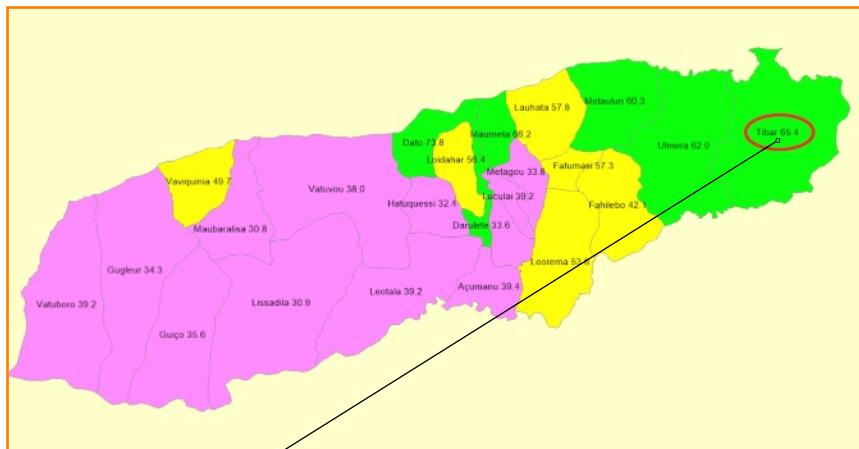 Tibar 65.4
Motaulun 60.3
Lauhata 57.8
Ulmera 62.0
Maumeta 66.2
Dato 73.8
Loidahar 56.4
Fatumasi 57.3
Metagou 33.8
Vaviquinia 49.7
Vatuvou 38.0
Luculai 39.2
Hatuquessi 32.4
Fahilebo 42.1
Maubaralisa 30.8
Darulete 33.6
Gugleur 34.3
Leorema 53.6
Vatuboro 39.2
Lissadila 30.9
Leotala 39.2
Açumanu 39.4
Guiço 35.6